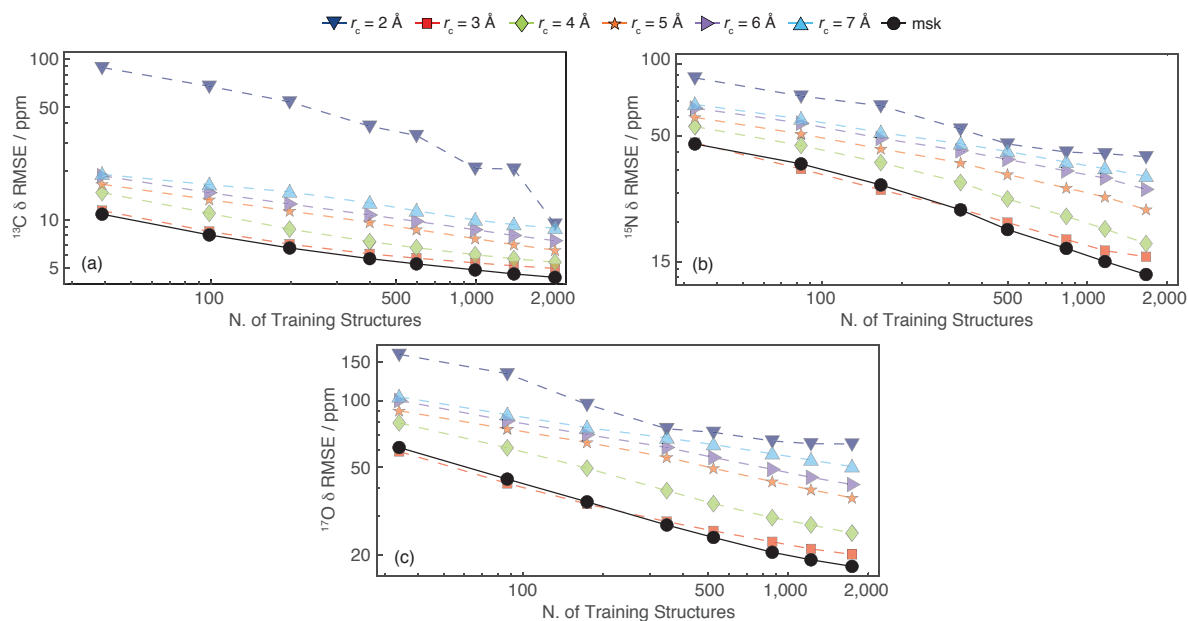 r_c = 2 Å r_c = 3 Å r_c = 4 Å r_c = 5 Å r_c = 6 Å r_c = 7 Å msk
100
50
10
5
¹³C δ RMSE / ppm
(a)
100 500 1,000 2,000
N. of Training Structures
100
50
15
¹⁵N δ RMSE / ppm
(b)
100 500 1,000 2,000
N. of Training Structures
150
100
50
20
¹⁷O δ RMSE / ppm
(c)
100 500 1,000 2,000
N. of Training Structures